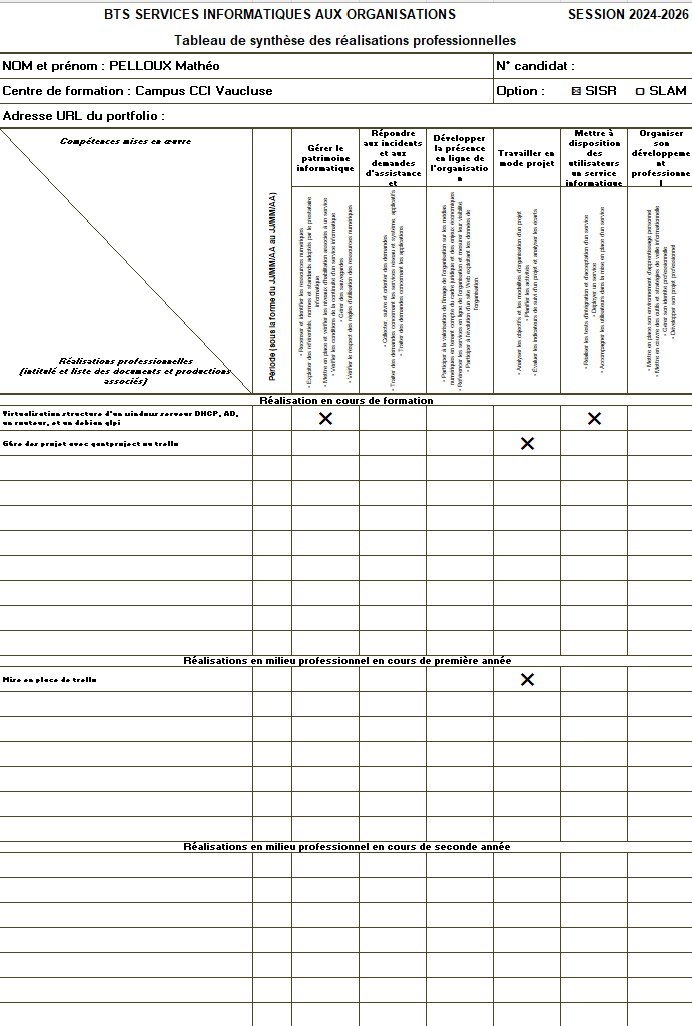 BTS SERVICES INFORMATIQUES AUX ORGANISATIONS SESSION 2024-2026
Tableau de synthèse des réalisations professionnelles
NOM et prénom : PELLOUX Mathéo N° candidat :
Centre de formation : Campus CCI Vaucluse Option : ☒ SISR ☐ SLAM
Adresse URL du portfolio :
Compétences mises en œuvre
Réalisations professionnelles
(intitulé et liste des documents et productions
associés)
Période (sous la forme du JJ/MM/AA au JJ/MM/AA)
Gérer le
patrimoine
informatique
Répondre
aux incidents
et aux
demandes
d'assistance
et
Développer
la présence
en ligne de
l'organisatio
n
Travailler en
mode projet
Mettre à
disposition
des
utilisateurs
un service
informatique
Organiser
son
développeme
nt
professionne
l
• Recenser et identifier les ressources numériques
• Exploiter des référentiels, normes et standards adoptés par le prestataire
informatique
• Mettre en place et vérifier les niveaux d'habilitation associés à un service
• Vérifier les conditions de la continuité d'un service informatique
• Gérer des sauvegardes
• Vérifier le respect des règles d'utilisation des ressources numériques
• Collecter, suivre et orienter des demandes
• Traiter des demandes concernant les services réseau et système, applicatifs
• Traiter des demandes concernant les applications
• Participer à la valorisation de l'image de l'organisation sur les médias
numériques en tenant compte du cadre juridique et des enjeux économiques
• Référencer les services en ligne de l'organisation et mesurer leur visibilité.
• Participer à l'évolution d'un site Web exploitant les données de
l'organisation.
• Analyser les objectifs et les modalités d'organisation d'un projet
• Planifier les activités
• Évaluer les indicateurs de suivi d'un projet et analyser les écarts
• Réaliser les tests d'intégration et d'acceptation d'un service
• Déployer un service
• Accompagner les utilisateurs dans la mise en place d'un service
• Mettre en place son environnement d'apprentissage personnel
• Mettre en œuvre des outils et stratégies de veille informationnelle
• Gérer son identité professionnelle
• Développer son projet professionnel
Réalisation en cours de formation
Virtualisation structure d'un windows serveur DHCP, AD,
un routeur, et un debian glpi ✕ ✕
Gére des projet avec gantproject ou trello ✕
Réalisations en milieu professionnel en cours de première année
Mise en place de trello ✕
Réalisations en milieu professionnel en cours de seconde année